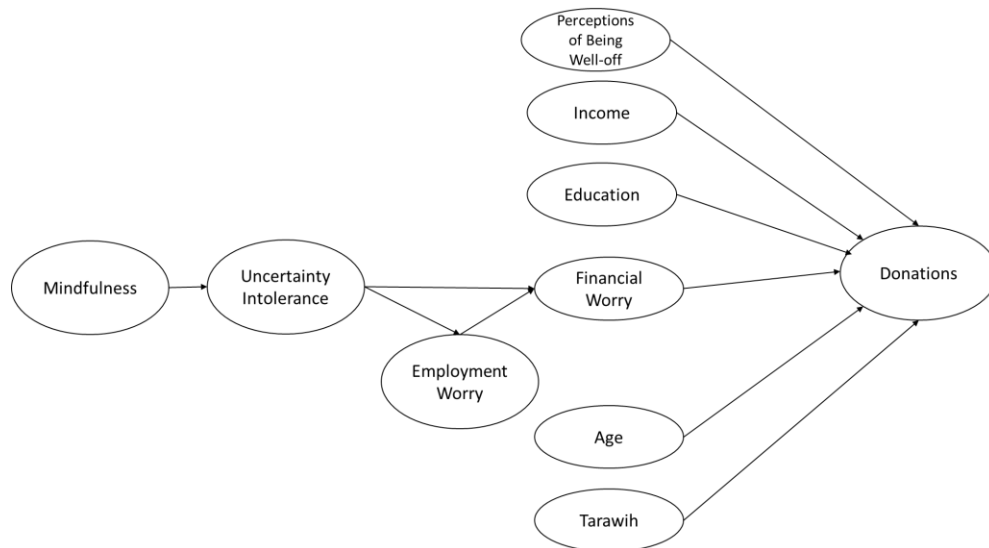 Perceptions
of Being
Well-off
Income
Education
Mindfulness
Uncertainty
Intolerance
Financial
Worry
Donations
Employment
Worry
Age
Tarawih